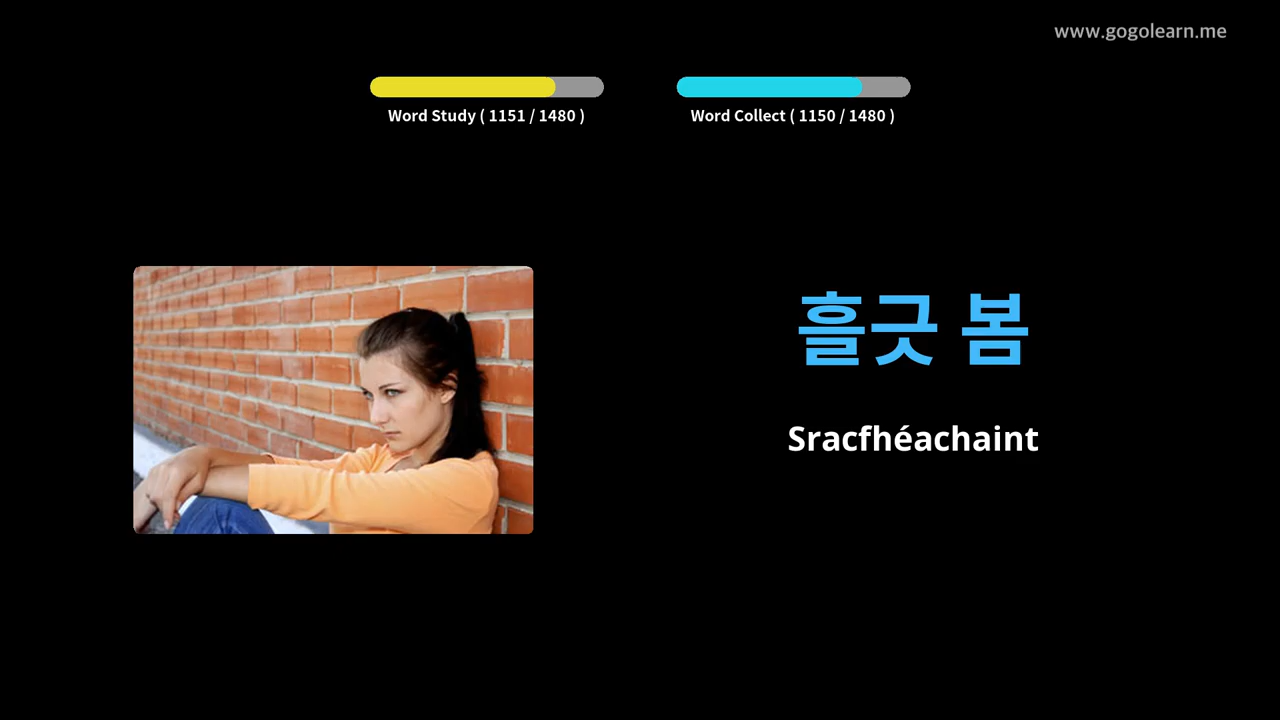 www.gogolearn.me
Word Study ( 1151 / 1480 )
Word Collect ( 1150 / 1480 )
흘긋 봄
Sracfhéachaint